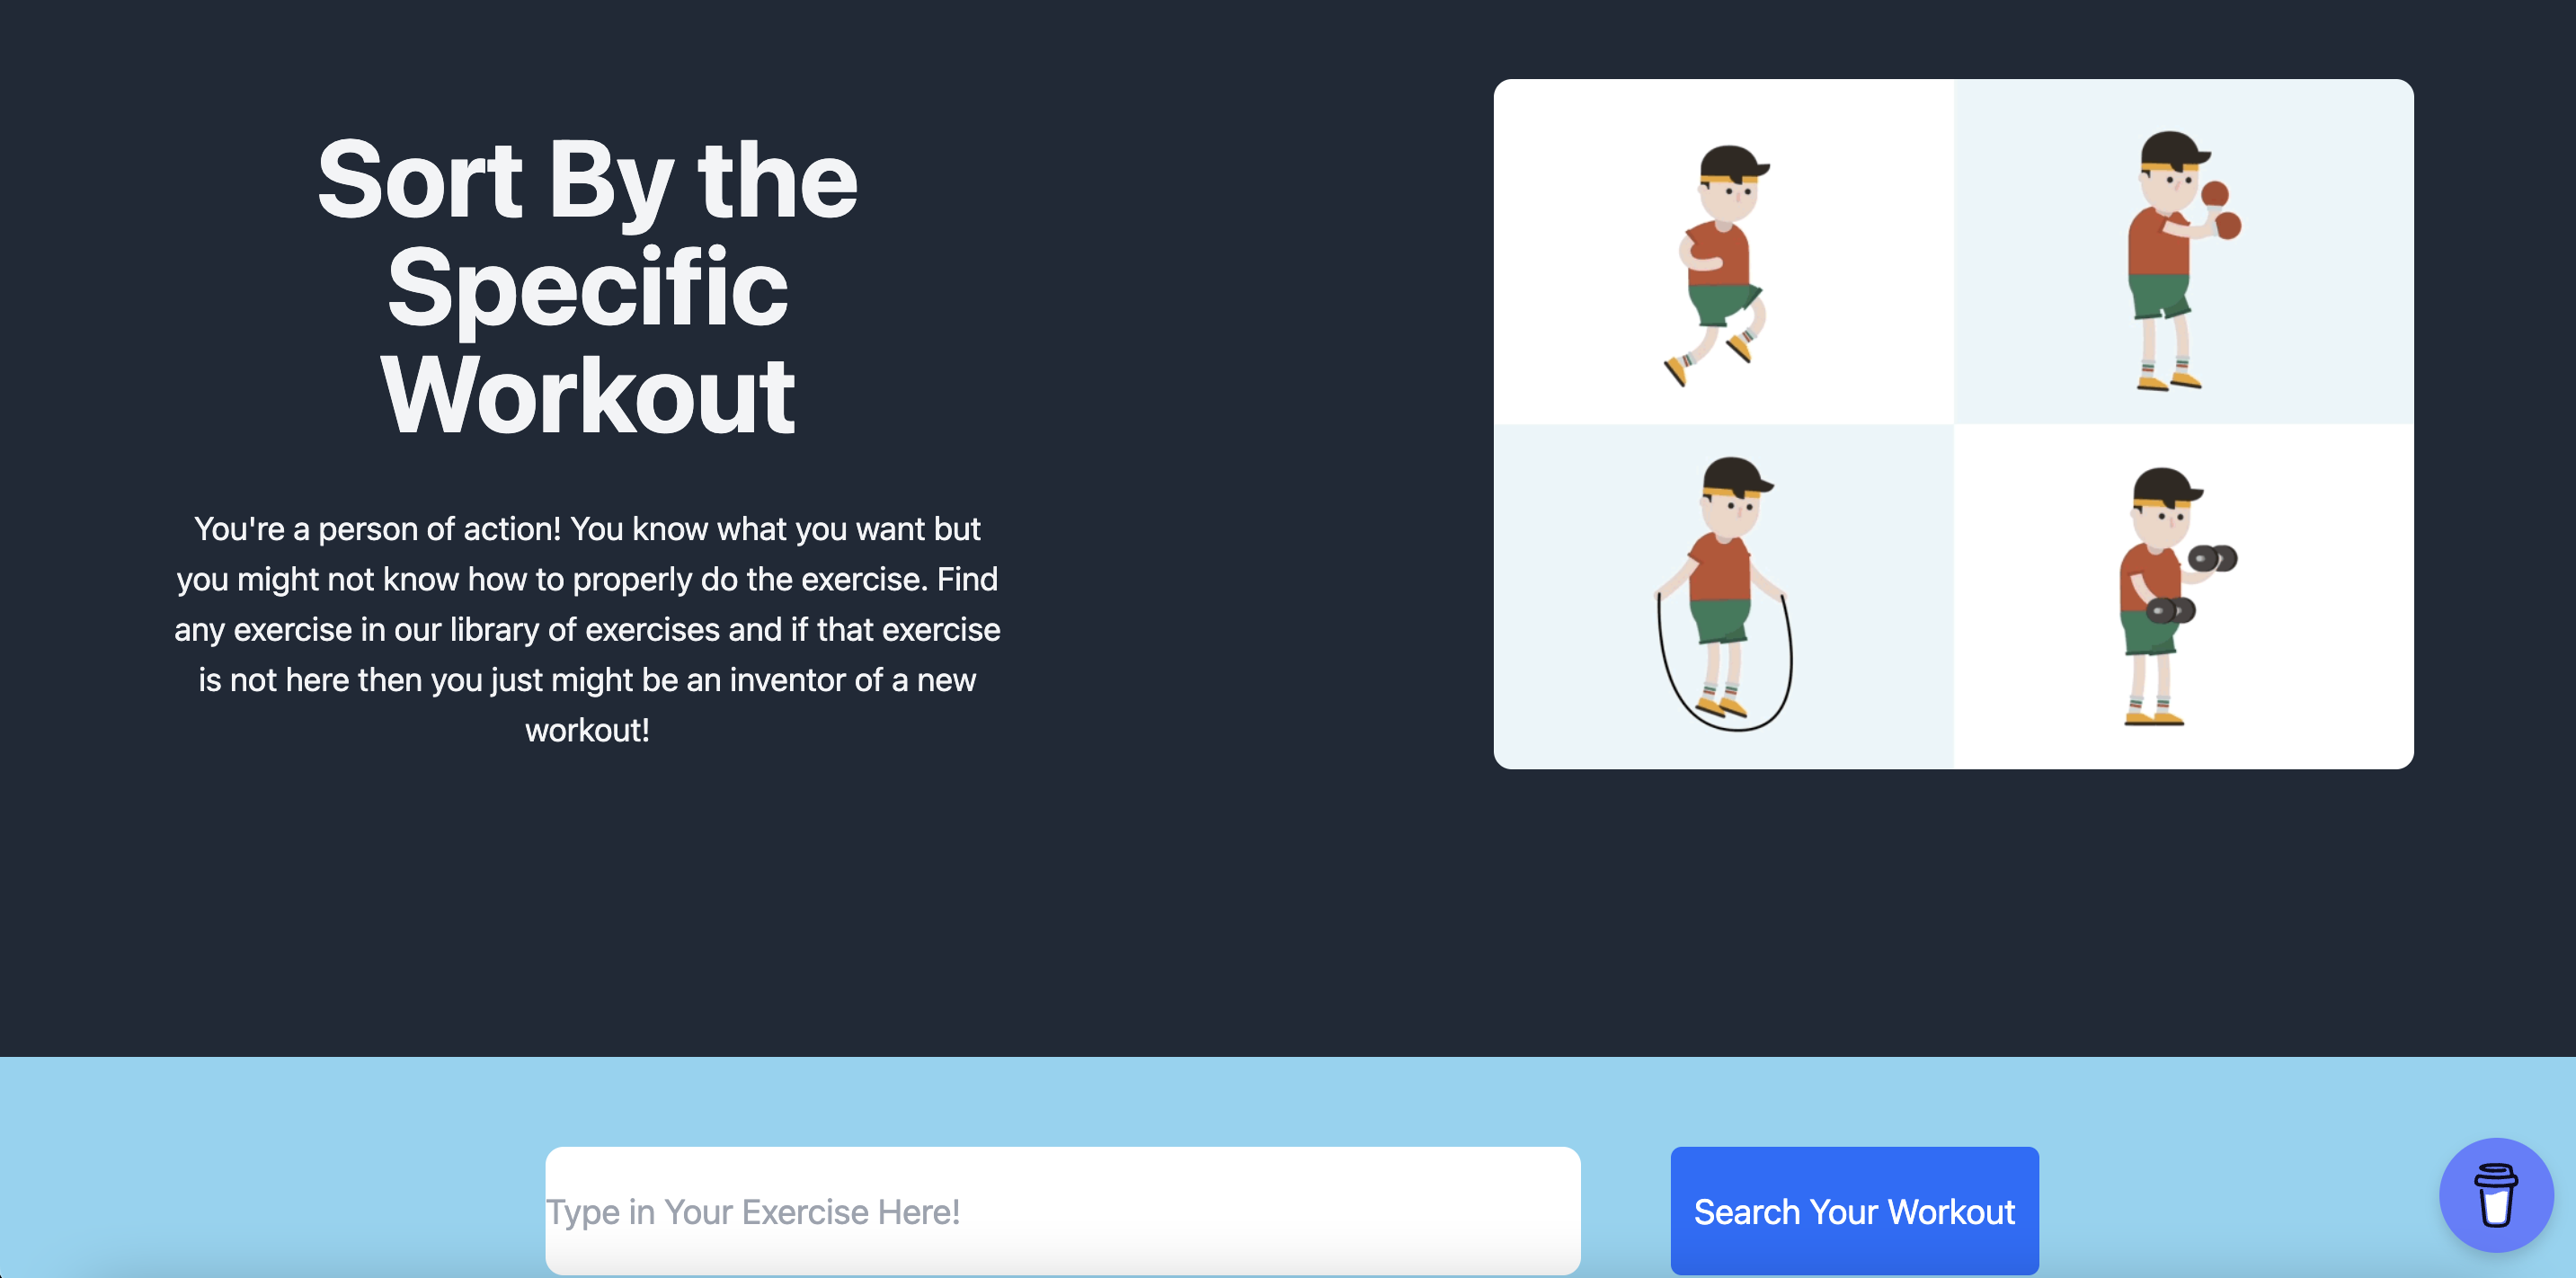 Sort By the
Specific
Workout
You're a person of action! You know what you want but
you might not know how to properly do the exercise. Find
any exercise in our library of exercises and if that exercise
is not here then you just might be an inventor of a new
workout!
Type in Your Exercise Here!
Search Your Workout